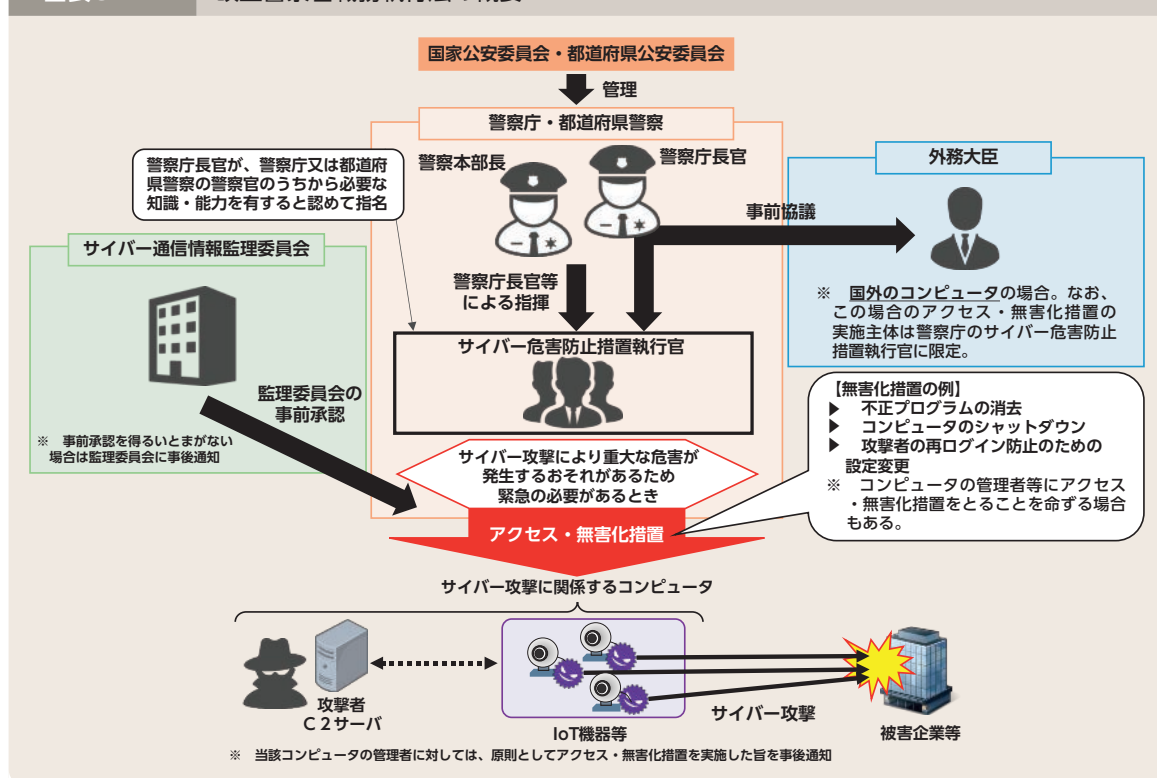 国家公安委員会・都道府県公安委員会
管理
警察庁・都道府県警察
警察庁長官が、警察庁又は都道府
県警察の警察官のうちから必要な
知識・能力を有すると認めて指名
警察本部長
警察庁長官
外務大臣
事前協議
サイバー通信情報監理委員会
警察庁長官等
による指揮
※　国外のコンピュータの場合。なお、
この場合のアクセス・無害化措置の
実施主体は警察庁のサイバー危害防止
措置執行官に限定。
サイバー危害防止措置執行官
監理委員会の
事前承認
※　事前承認を得るいとまがない
場合は監理委員会に事後通知
【無害化措置の例】
▶　不正プログラムの消去
▶　コンピュータのシャットダウン
▶　攻撃者の再ログイン防止のための
設定変更
※　コンピュータの管理者等にアクセス
・無害化措置をとることを命ずる場合
もある。
サイバー攻撃により重大な危害が
発生するおそれがあるため
緊急の必要があるとき
アクセス・無害化措置
サイバー攻撃に関係するコンピュータ
攻撃者
C2サーバ
IoT機器等
サイバー攻撃
被害企業等
※　当該コンピュータの管理者に対しては、原則としてアクセス・無害化措置を実施した旨を事後通知